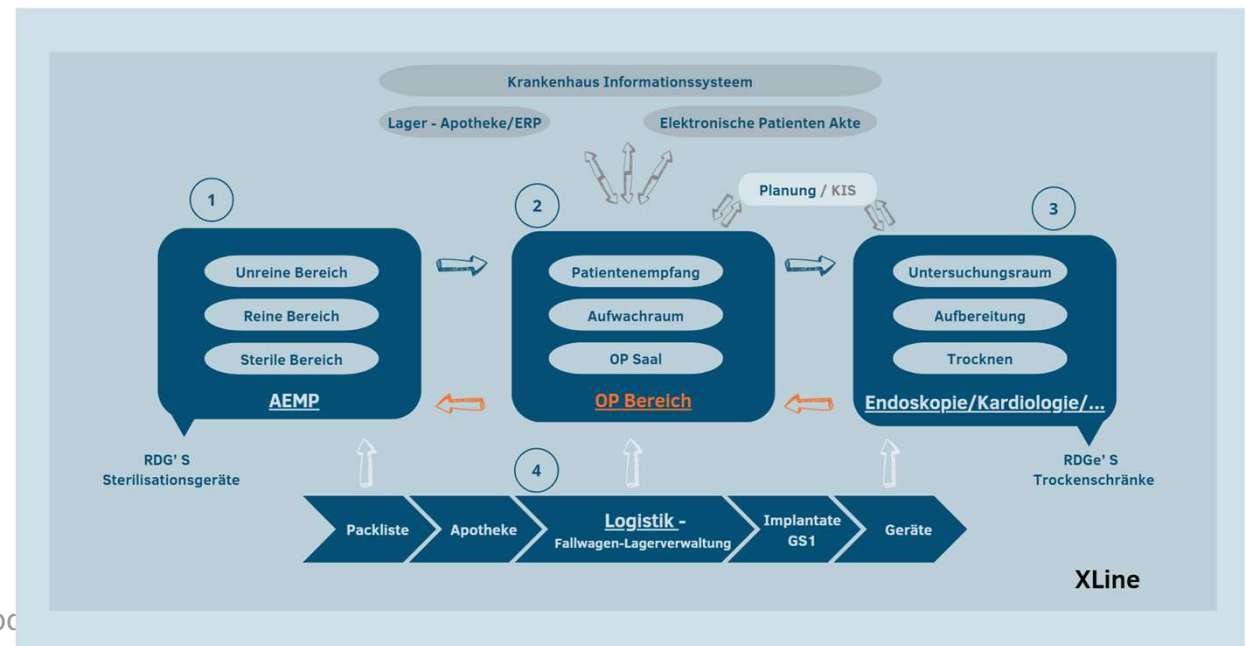 Krankenhaus Informationssysteem
Lager - Apotheke/ERP
Elektronische Patienten Akte
Planung / KIS
1
Unreine Bereich
Reine Bereich
Sterile Bereich
AEMP
RDG' S
Sterilisationsgeräte
2
Patientenempfang
Aufwachraum
OP Saal
OP Bereich
3
Untersuchungsraum
Aufbereitung
Trocknen
Endoskopie/Kardiologie/...
RDGe' S
Trockenschränke
4
Packliste
Apotheke
Logistik -
Fallwagen-Lagerverwaltung
Implantate
GS1
Geräte
XLine